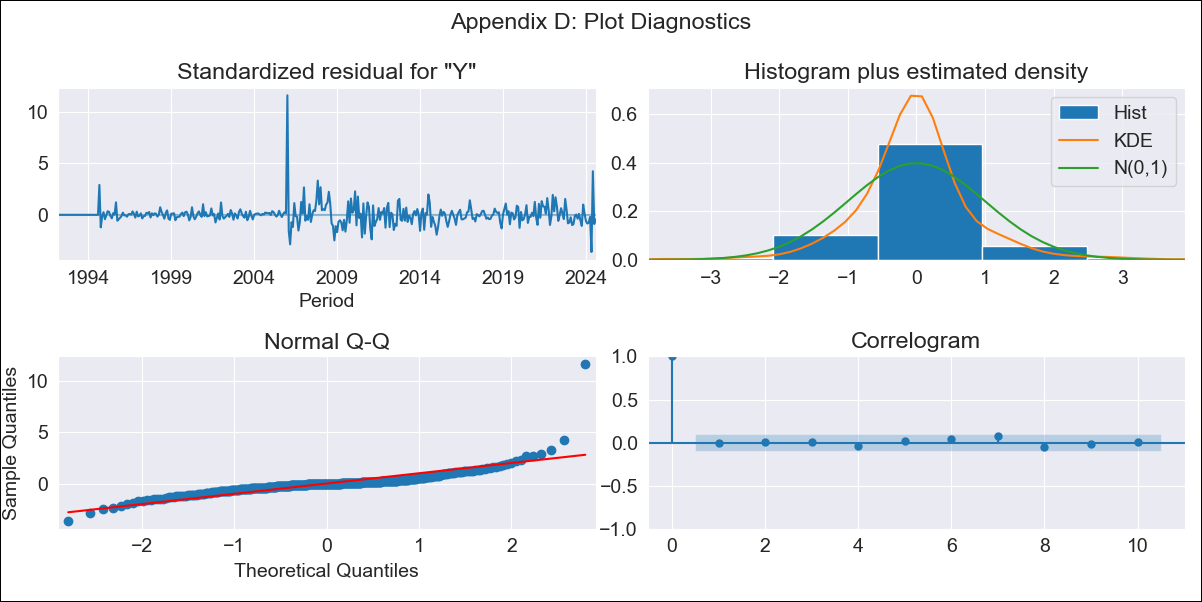 Appendix D: Plot Diagnostics
Standardized residual for "Y"
10
5
0
1994 1999 2004 2009 2014 2019 2024
Period
Histogram plus estimated density
0.6
0.4
0.2
0.0
−3 −2 −1 0 1 2 3
Hist
KDE
N(0,1)
Normal Q-Q
Sample Quantiles
10
5
0
−2 −1 0 1 2
Theoretical Quantiles
Correlogram
1.0
0.5
0.0
−0.5
−1.0
0 2 4 6 8 10